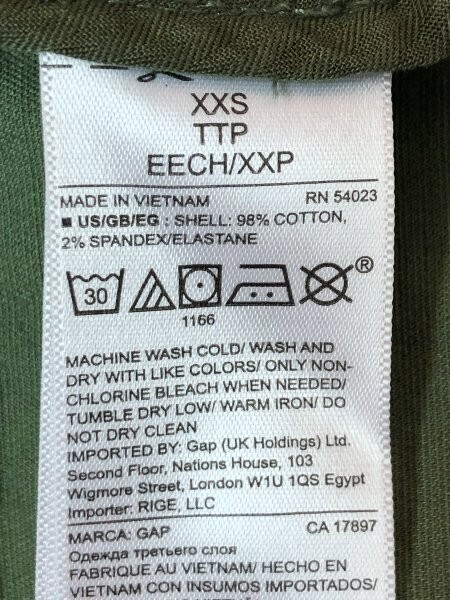 XXS
TTP
EECH/XXP
MADE IN VIETNAM RN 54023
■ US/GB/EG : SHELL: 98% COTTON,
2% SPANDEX/ELASTANE
30 ®
1166
MACHINE WASH COLD/ WASH AND
DRY WITH LIKE COLORS/ ONLY NON-
CHLORINE BLEACH WHEN NEEDED/
TUMBLE DRY LOW/ WARM IRON/ DO
NOT DRY CLEAN
IMPORTED BY: Gap (UK Holdings) Ltd.
Second Floor, Nations House, 103
Wigmore Street, London W1U 1QS Egypt
Importer: RIGE, LLC
MARCA: GAP CA 17897
Одежда третьего слоя
FABRIQUE AU VIETNAM/ HECHO EN
VIETNAM CON INSUMOS IMPORTADOS/